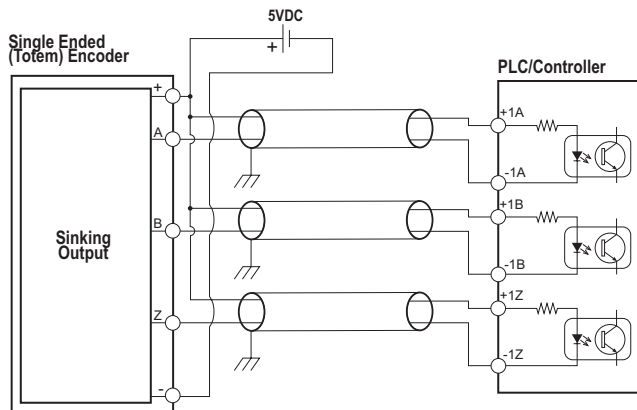 5VDC
+
Single Ended
(Totem) Encoder
PLC/Controller
+
A
B
Z
-
Sinking
Output
+1A
-1A
+1B
-1B
+1Z
-1Z